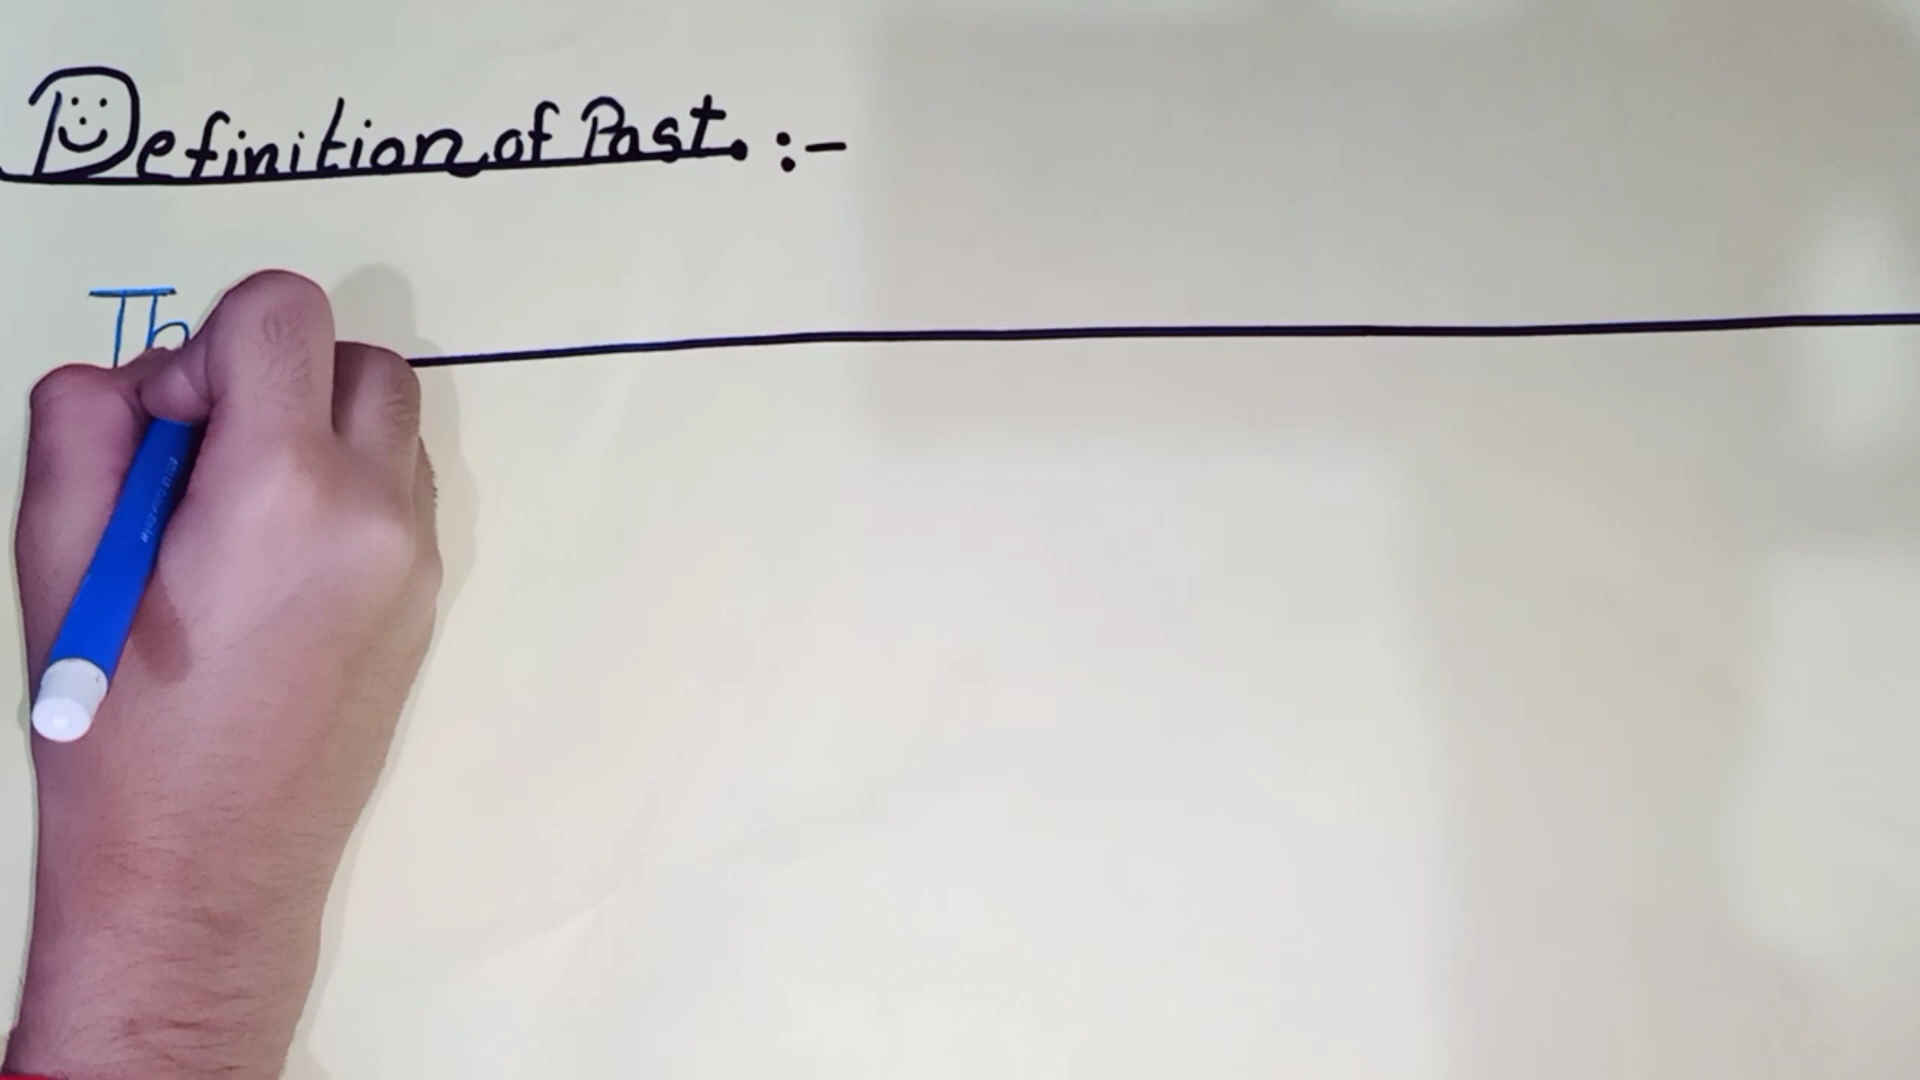 Definition of Past. :-
Th